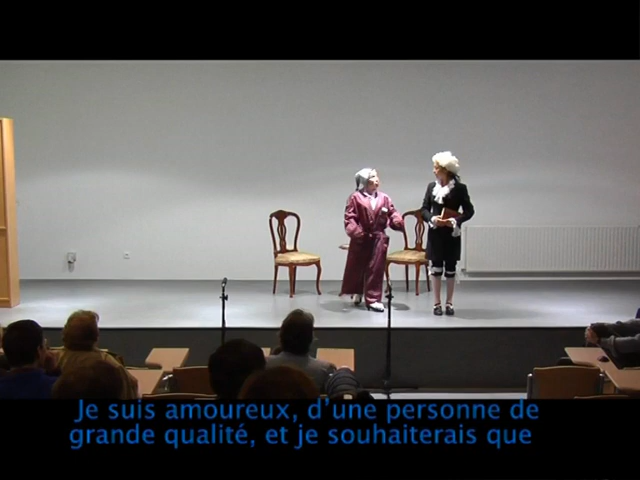 Je suis amoureux, d'une personne de
grande qualité, et je souhaiterais que